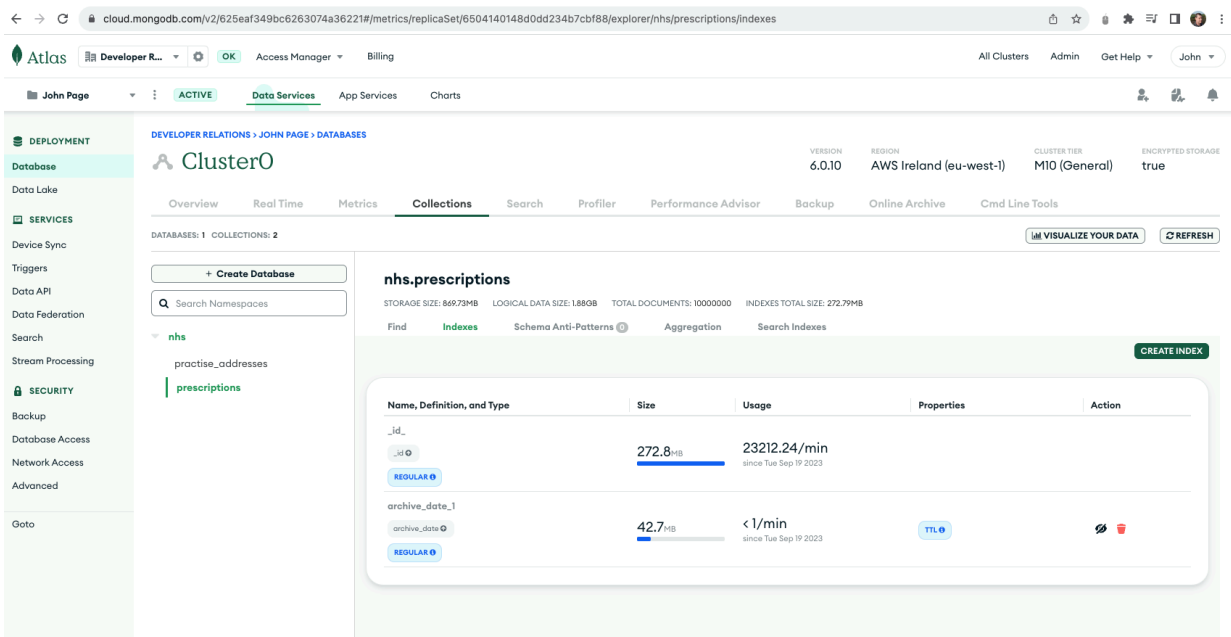 cloud.mongodb.com/v2/625eaf349bc6263074a36221#/metrics/replicaSet/6504140148d0dd234b7cbf88/explorer/nhs/prescriptions/indexes
Atlas Developer R... OK Access Manager Billing All Clusters Admin Get Help John
John Page ACTIVE Data Services App Services Charts
DEPLOYMENT
Database
Data Lake
SERVICES
Device Sync
Triggers
Data API
Data Federation
Search
Stream Processing
SECURITY
Backup
Database Access
Network Access
Advanced
Goto
DEVELOPER RELATIONS > JOHN PAGE > DATABASES
Cluster0
VERSION REGION CLUSTER TIER ENCRYPTED STORAGE
6.0.10 AWS Ireland (eu-west-1) M10 (General) true
Overview Real Time Metrics Collections Search Profiler Performance Advisor Backup Online Archive Cmd Line Tools
DATABASES: 1 COLLECTIONS: 2 VISUALIZE YOUR DATA REFRESH
+ Create Database
Search Namespaces
nhs
practise_addresses
prescriptions
nhs.prescriptions
STORAGE SIZE: 869.73MB LOGICAL DATA SIZE: 1.88GB TOTAL DOCUMENTS: 10000000 INDEXES TOTAL SIZE: 272.79MB
Find Indexes Schema Anti-Patterns 0 Aggregation Search Indexes
CREATE INDEX
Name, Definition, and Type Size Usage Properties Action
_id_
_id
REGULAR
272.8MB
23212.24/min
since Tue Sep 19 2023
archive_date_1
archive_date
REGULAR
42.7MB
< 1/min
since Tue Sep 19 2023
TTL